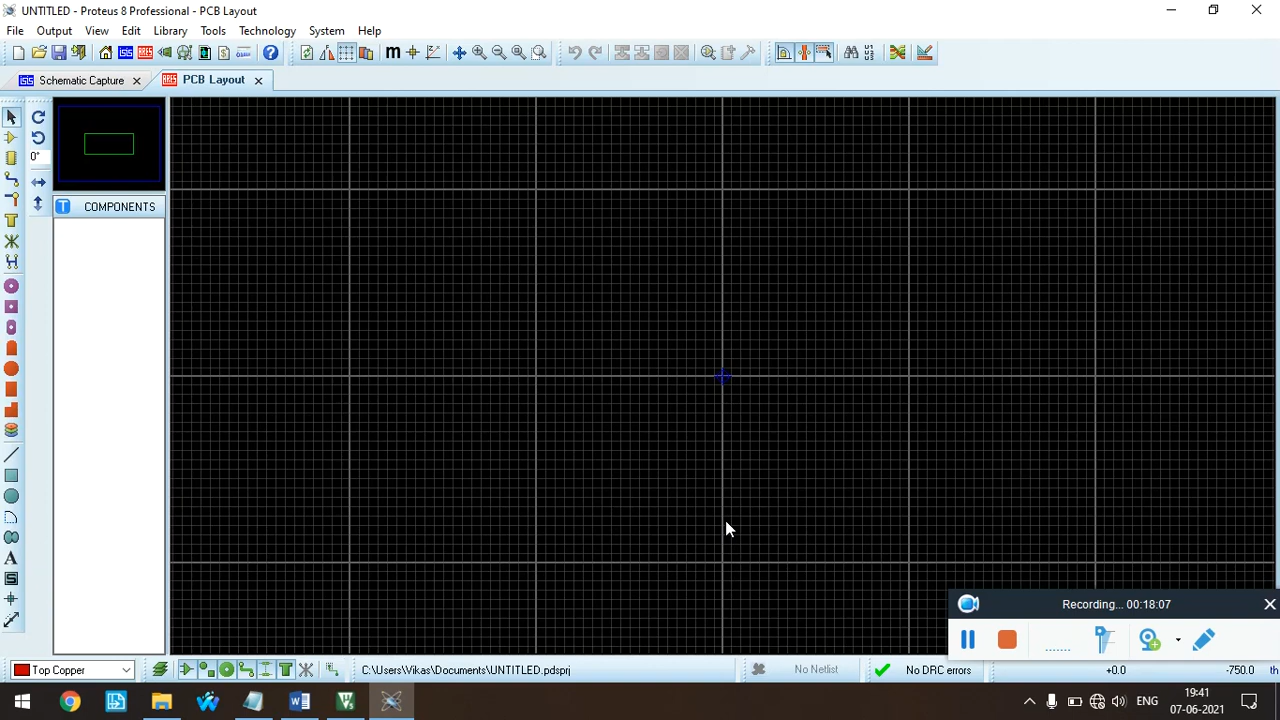 UNTITLED - Proteus 8 Professional - PCB Layout
File Output View Edit Library Tools Technology System Help
Schematic Capture PCB Layout
0°
COMPONENTS
Recording... 00:18:07
Top Copper
C:\Users\Vikas\Documents\UNTITLED.pdsprj
No Netlist
No DRC errors
+0.0
-750.0 th
ENG
19:41
07-06-2021